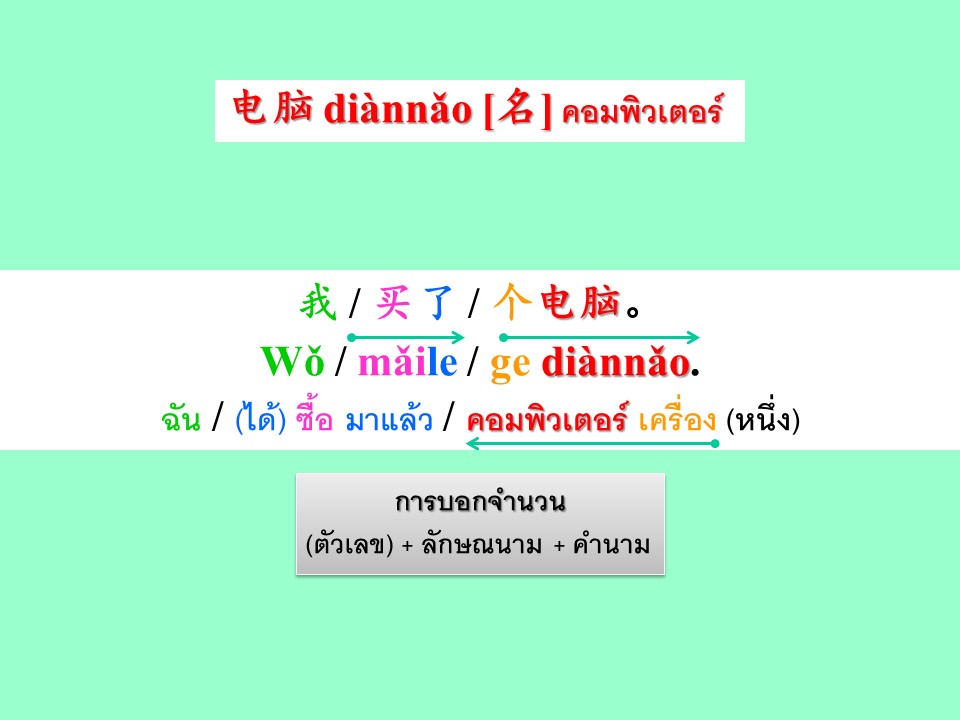 电脑 diànnǎo [名] คอมพิวเตอร์
我 / 买了 / 个电脑。
Wǒ / mǎile / ge diànnǎo.
ฉัน / (ได้) ซื้อ มาแล้ว / คอมพิวเตอร์ เครื่อง (หนึ่ง)
การบอกจำนวน
(ตัวเลข) + ลักษณนาม + คำนาม